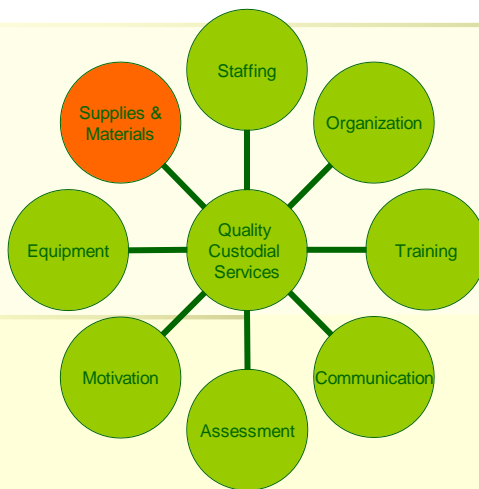 Staffing
Supplies &
Materials
Organization
Quality
Custodial
Services
Equipment
Training
Motivation
Communication
Assessment